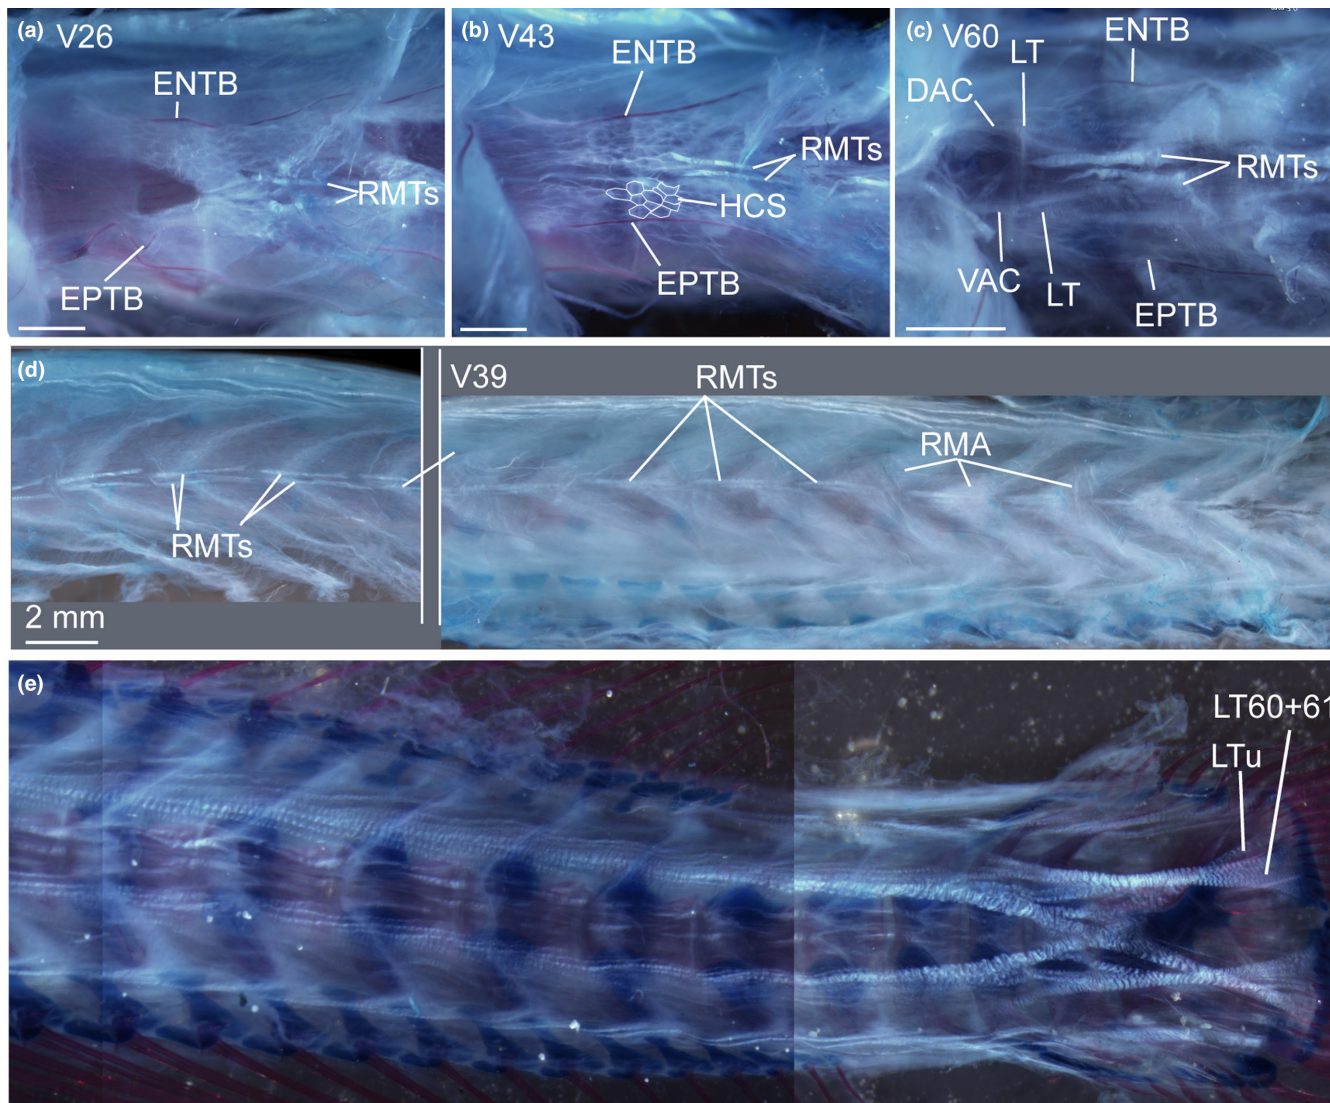 (a) V26
ENTB
RMTs
EPTB
(b) V43
ENTB
RMTs
HCS
EPTB
(c) V60
ENTB
LT
DAC
RMTs
VAC
LT
EPTB
(d)
V39
RMTs
RMA
RMTs
2 mm
(e)
LT60+61
LTu